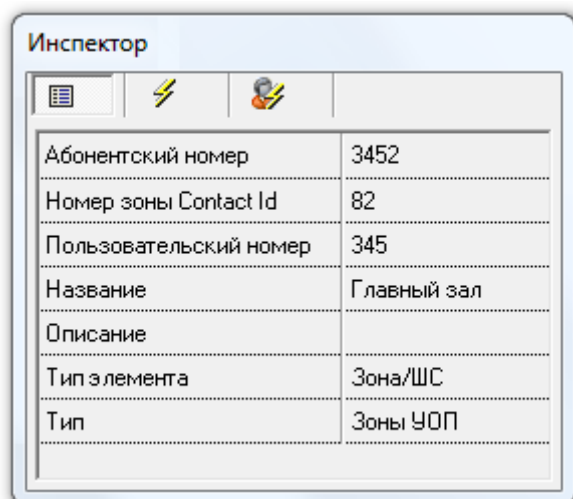 Инспектор
Абонентский номер 3452
Номер зоны Contact Id 82
Пользовательский номер 345
Название Главный зал
Описание
Тип элемента Зона/ШС
Тип Зоны УОП